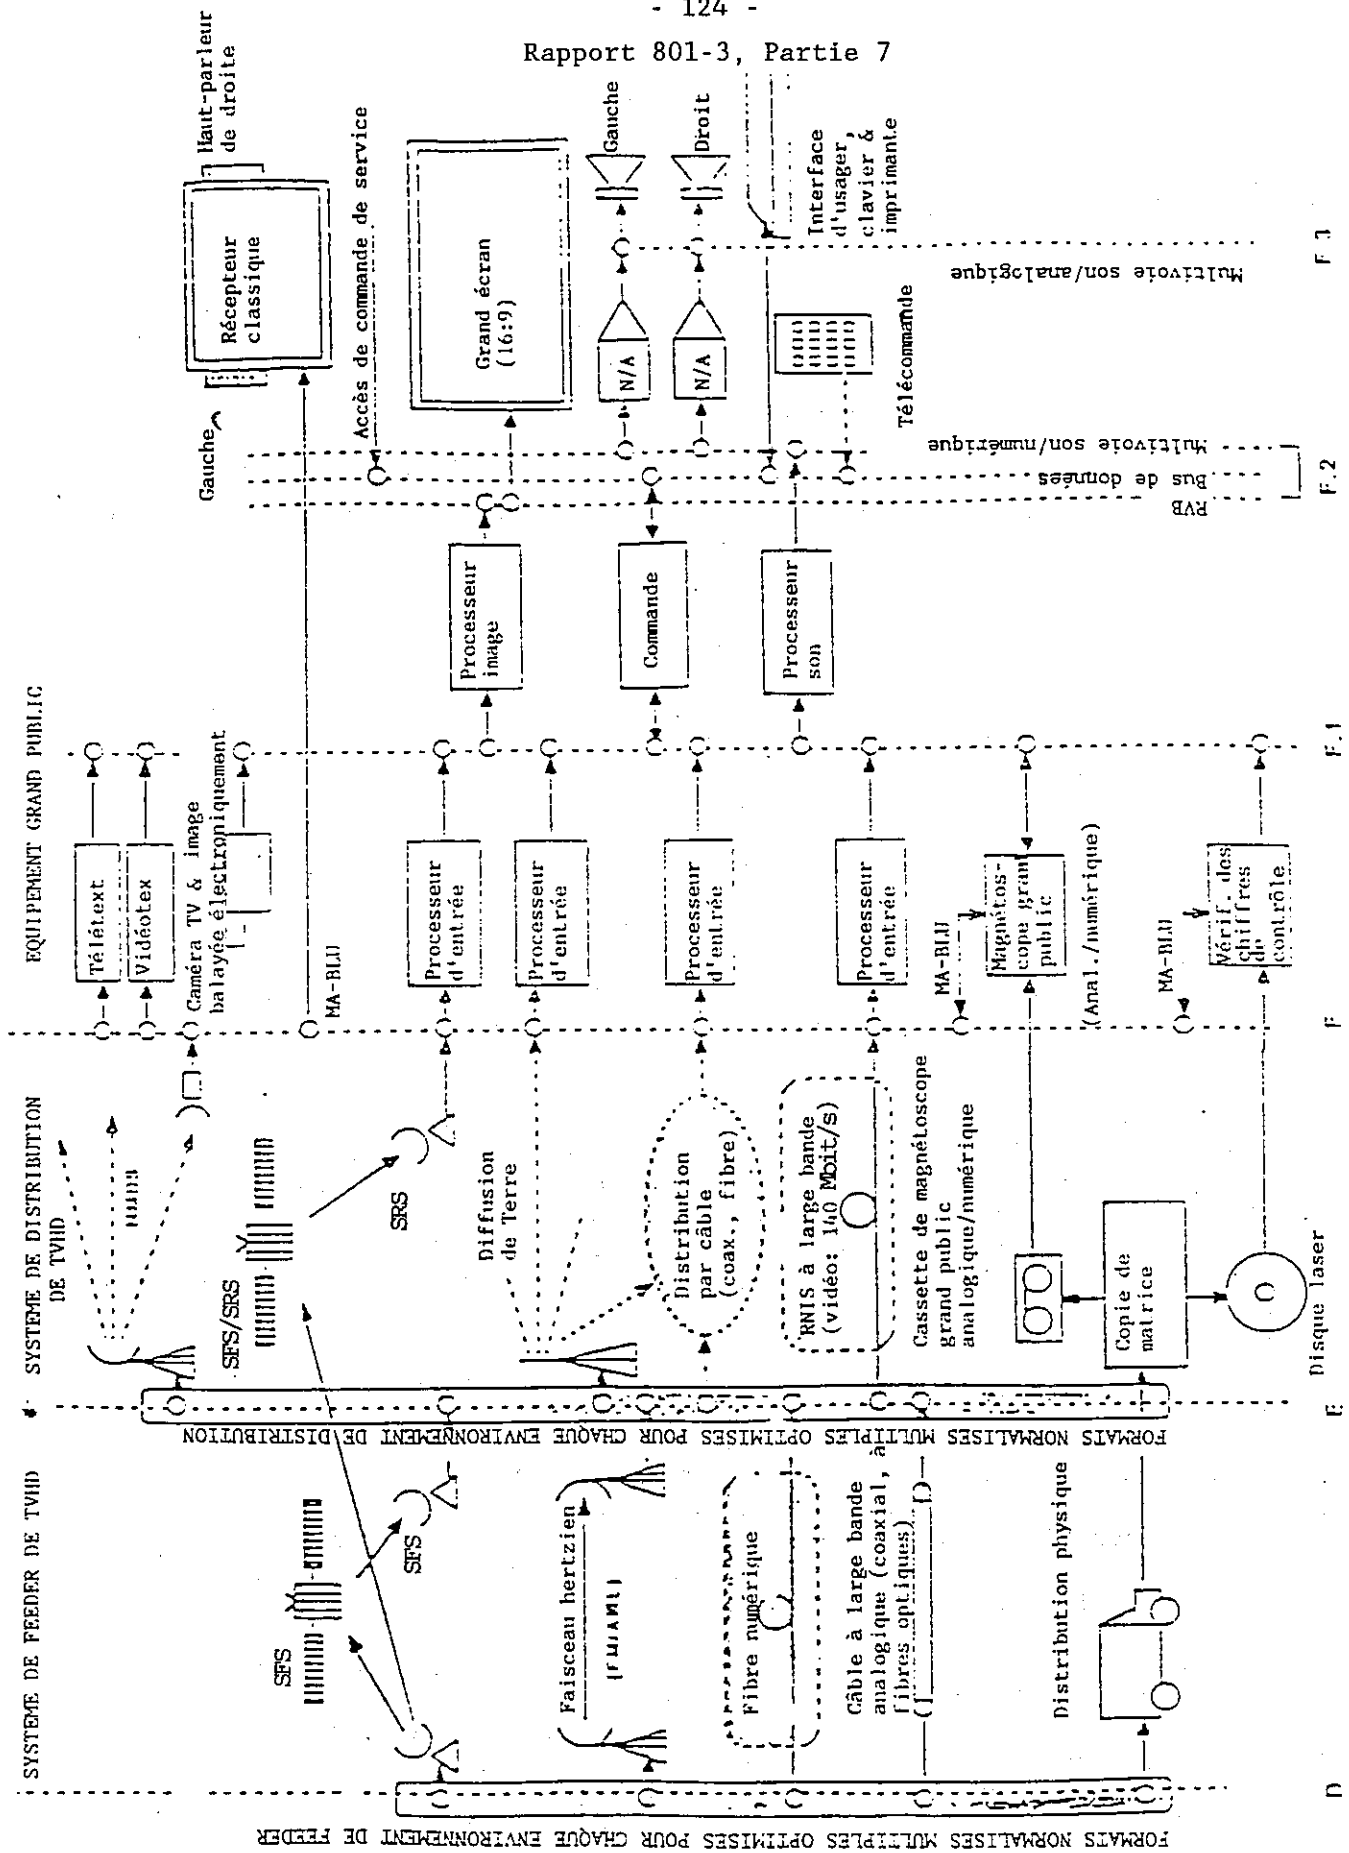 - 124 -
Rapport 801-3, Partie 7
SYSTEME DE FEEDER DE TVHD
SYSTEME DE DISTRIBUTION
DE TVHD
EQUIPEMENT GRAND PUBLIC
Télétext
Vidéotex
Caméra TV & image
balayée électroniquement
MA-BLU
Gauche
Récepteur
classique
Haut-parleur
de droite
Accès de commande de service
SFS
SFS
SFS/SRS
SRS
Processeur
d'entrée
Processeur
image
Grand écran
(16:9)
Faisceau hertzien
Diffusion
de Terre
Processeur
d'entrée
Commande
N/A
Gauche
N/A
Droit
Fibre numérique
Distribution
par câble
(coax., fibre)
Processeur
d'entrée
Processeur
son
Interface
d'usager,
clavier &
imprimante
Télécommande
Câble à large bande
analogique (coaxial, à
fibres optiques)
RNIS à large bande
(vidéo: 140 Mbit/s)
Processeur
d'entrée
Cassette de magnétoscope
grand public
analogique/numérique
MA-BLU
Magnétos-
cope grand
public
(Anal./numérique)
Distribution physique
Copie de
matrice
Disque laser
MA-BLU
Vérif. des
chiffres
de
contrôle
FORMATS NORMALISES MULTIPLES OPTIMISES POUR CHAQUE ENVIRONNEMENT DE FEEDER
FORMATS NORMALISES MULTIPLES OPTIMISES POUR CHAQUE ENVIRONNEMENT DE DISTRIBUTION
RVB
Bus de données
Multivoie son/numérique
Multivoie son/analogique
D
E
F
F.1
F.2
F.3